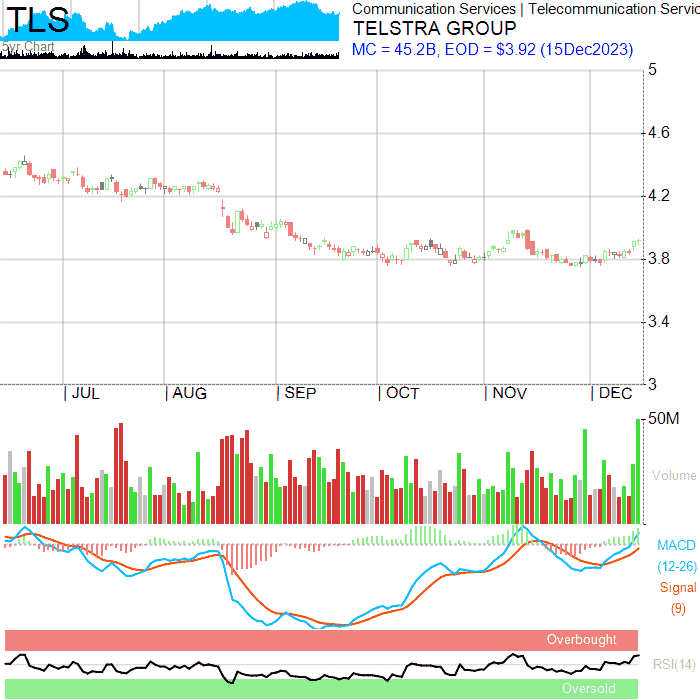 TLS
5yr Chart
Communication Services | Telecommunication Servic
TELSTRA GROUP
MC = 45.2B, EOD = $3.92 (15Dec2023)
5
4.6
4.2
3.8
3.4
3
| JUL | AUG | SEP | OCT | NOV | DEC
50M
Volume
MACD
(12-26)
Signal
(9)
Overbought
RSI(14)
Oversold